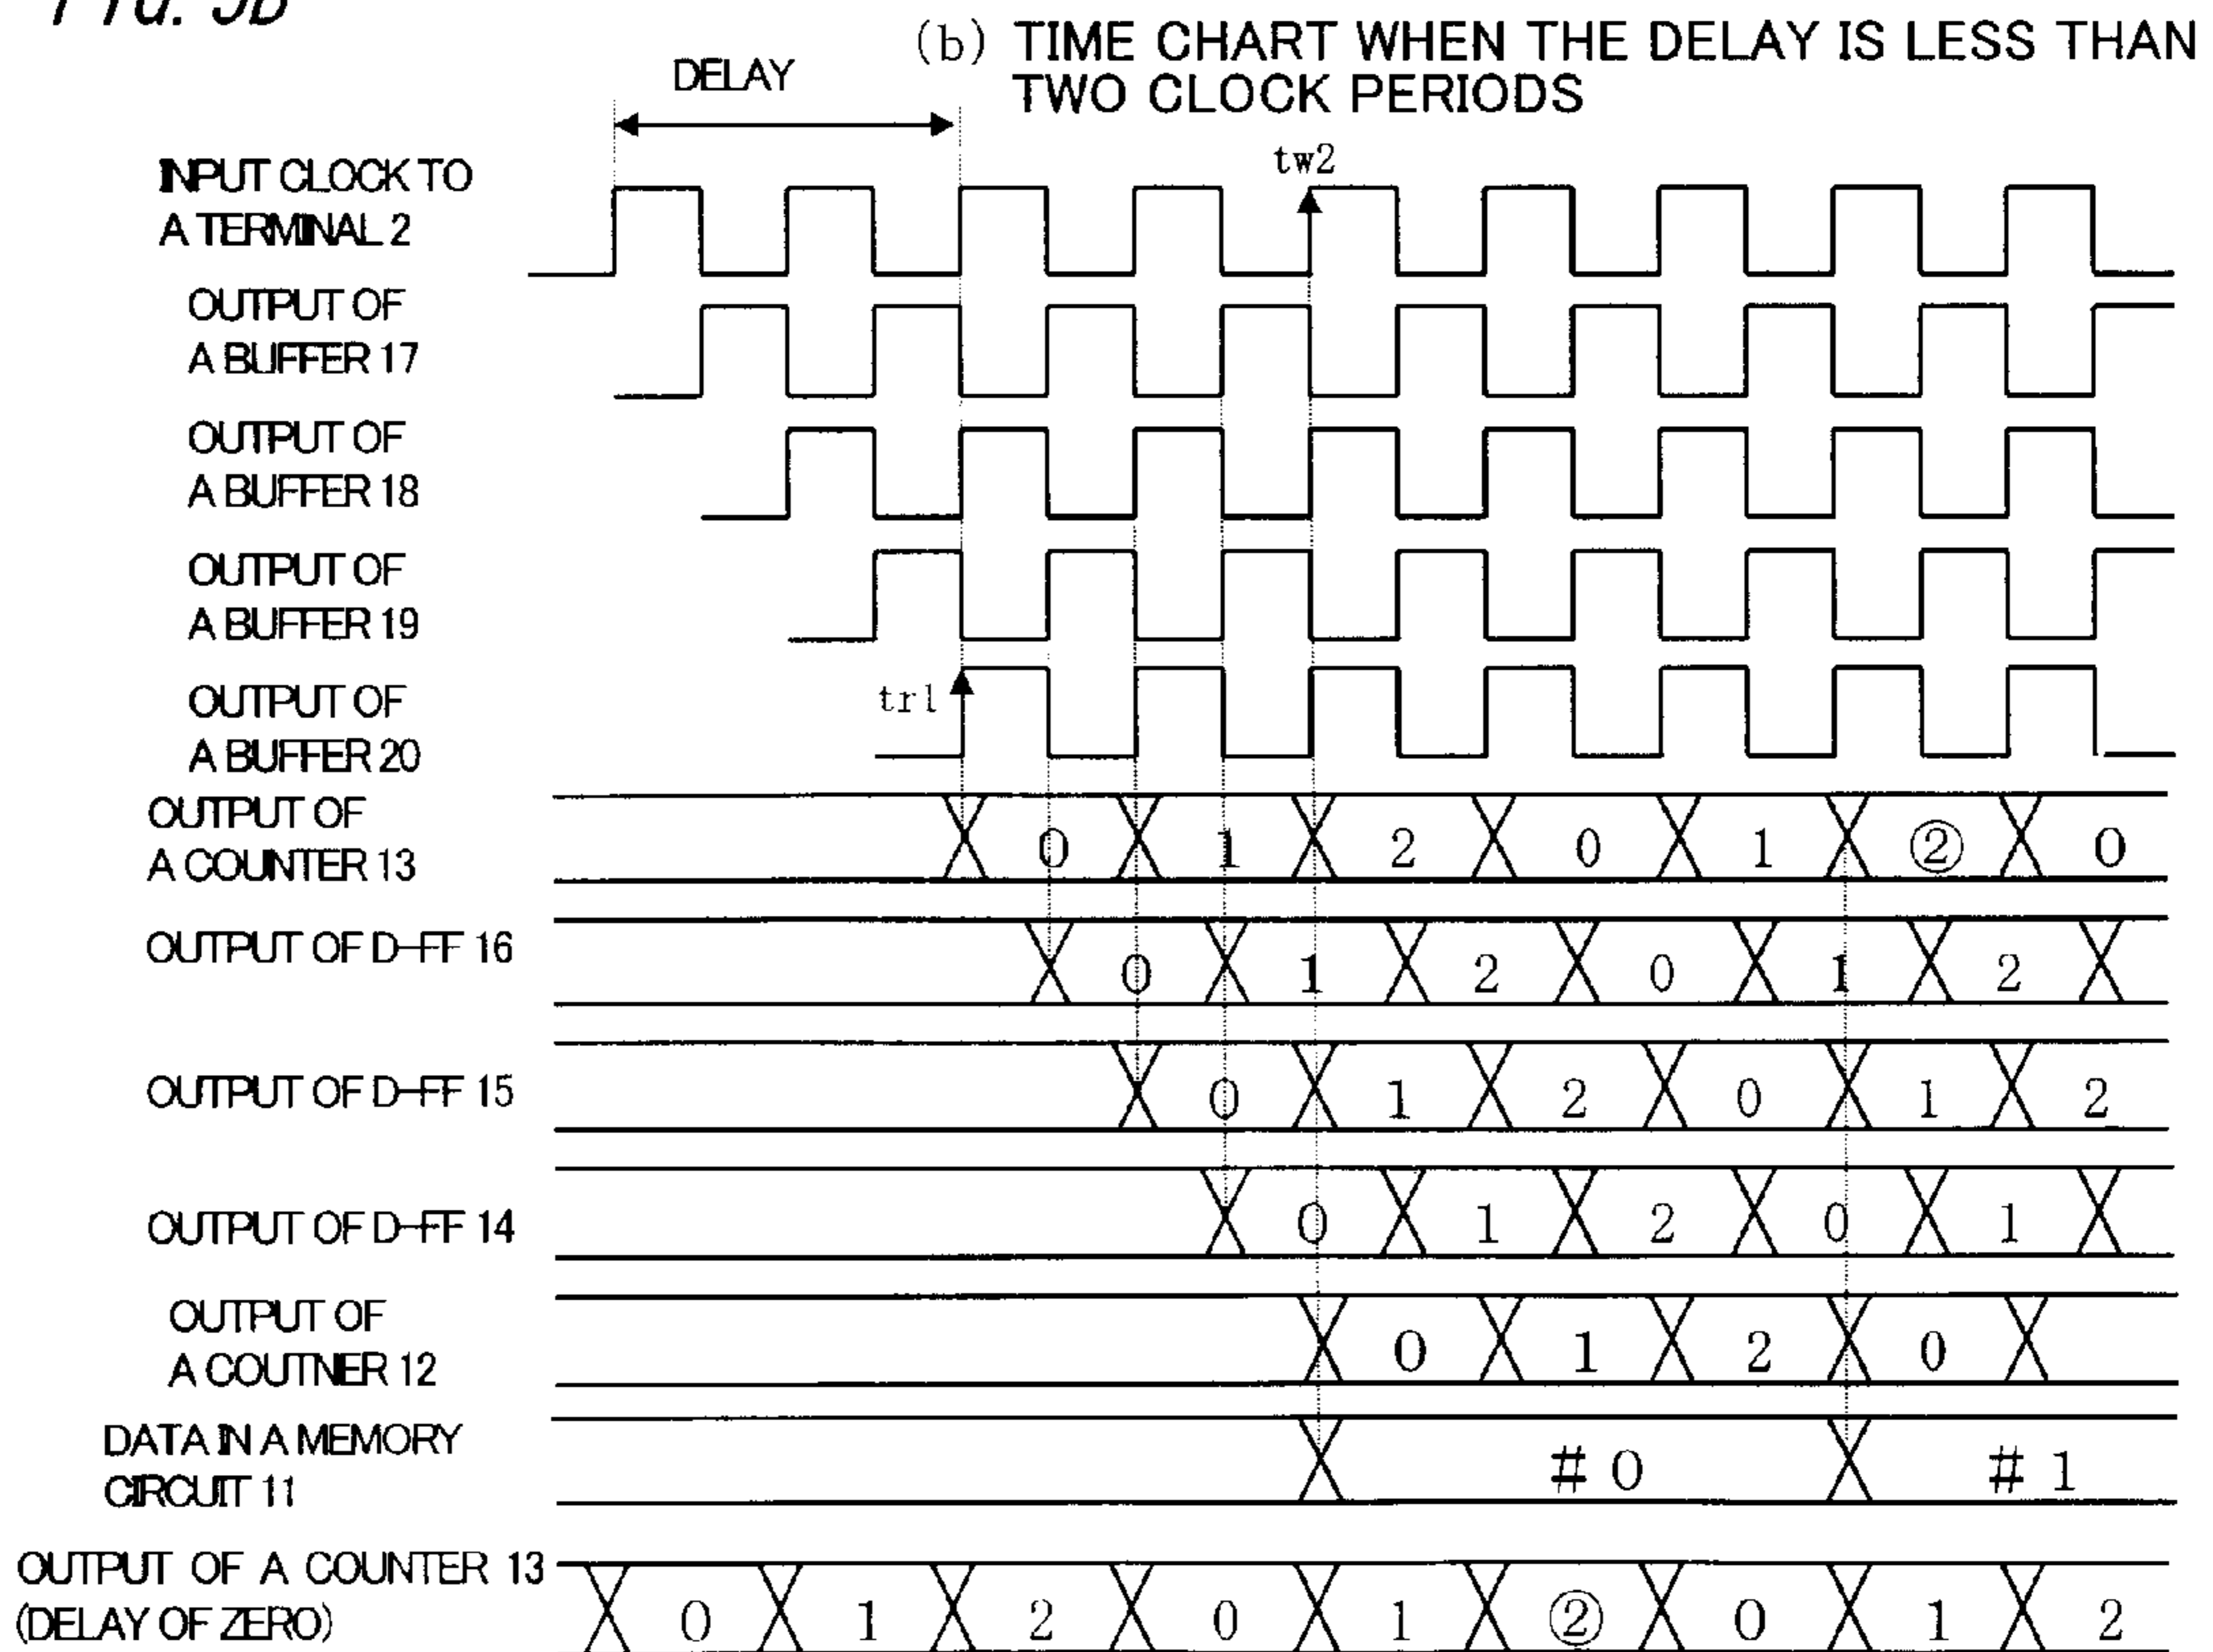 FIG. 5B
(b) TIME CHART WHEN THE DELAY IS LESS THAN
TWO CLOCK PERIODS
DELAY
INPUT CLOCK TO
A TERMINAL 2
tw2
OUTPUT OF
A BUFFER 17
OUTPUT OF
A BUFFER 18
OUTPUT OF
A BUFFER 19
OUTPUT OF
A BUFFER 20
tr1
OUTPUT OF
A COUNTER 13
0 1 2 0 1 ② 0
OUTPUT OF D-FF 16
0 1 2 0 1 2
OUTPUT OF D-FF 15
0 1 2 0 1 2
OUTPUT OF D-FF 14
0 1 2 0 1
OUTPUT OF
A COUTNER 12
0 1 2 0
DATA IN A MEMORY
CIRCUIT 11
#0 #1
OUTPUT OF A COUNTER 13
(DELAY OF ZERO)
0 1 2 0 1 ② 0 1 2